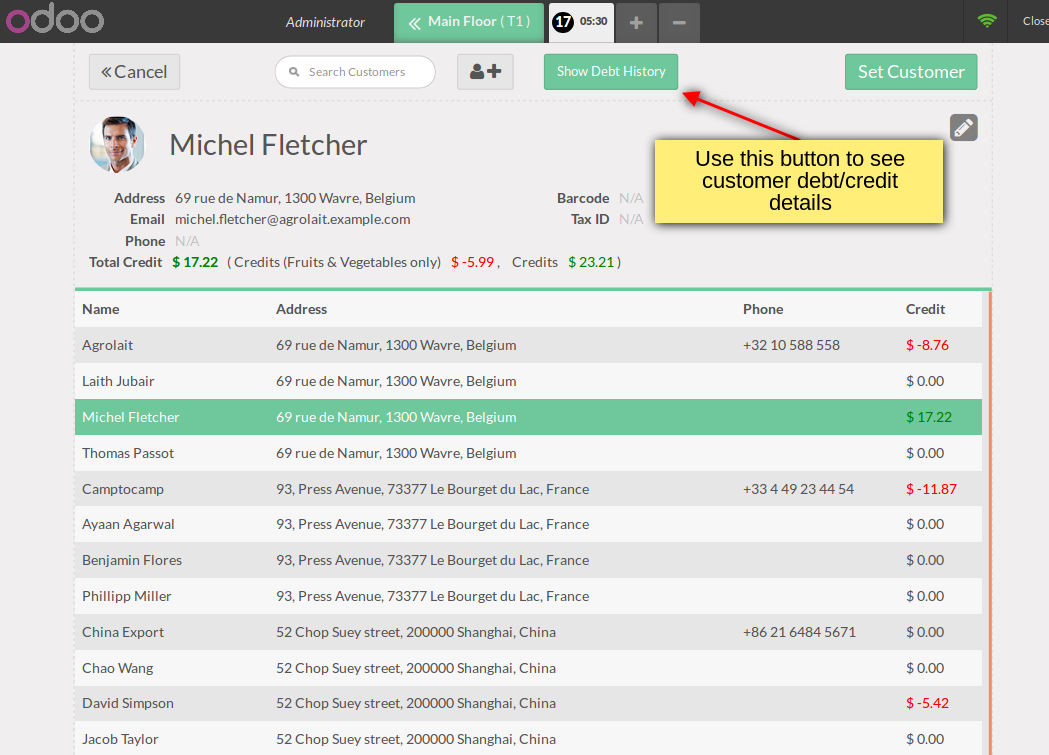 odoo Administrator « Main Floor ( T1 ) 17 05:30 + − Close
« Cancel Search Customers Show Debt History Set Customer
Michel Fletcher
Use this button to see
customer debt/credit
details
Address 69 rue de Namur, 1300 Wavre, Belgium Barcode N/A
Email michel.fletcher@agrolait.example.com Tax ID N/A
Phone N/A
Total Credit $ 17.22 ( Credits (Fruits & Vegetables only) $ -5.99 , Credits $ 23.21 )
Name Address Phone Credit
Agrolait 69 rue de Namur, 1300 Wavre, Belgium +32 10 588 558 $ -8.76
Laith Jubair 69 rue de Namur, 1300 Wavre, Belgium $ 0.00
Michel Fletcher 69 rue de Namur, 1300 Wavre, Belgium $ 17.22
Thomas Passot 69 rue de Namur, 1300 Wavre, Belgium $ 0.00
Camptocamp 93, Press Avenue, 73377 Le Bourget du Lac, France +33 4 49 23 44 54 $ -11.87
Ayaan Agarwal 93, Press Avenue, 73377 Le Bourget du Lac, France $ 0.00
Benjamin Flores 93, Press Avenue, 73377 Le Bourget du Lac, France $ 0.00
Phillipp Miller 93, Press Avenue, 73377 Le Bourget du Lac, France $ 0.00
China Export 52 Chop Suey street, 200000 Shanghai, China +86 21 6484 5671 $ 0.00
Chao Wang 52 Chop Suey street, 200000 Shanghai, China $ 0.00
David Simpson 52 Chop Suey street, 200000 Shanghai, China $ -5.42
Jacob Taylor 52 Chop Suey street, 200000 Shanghai, China $ 0.00